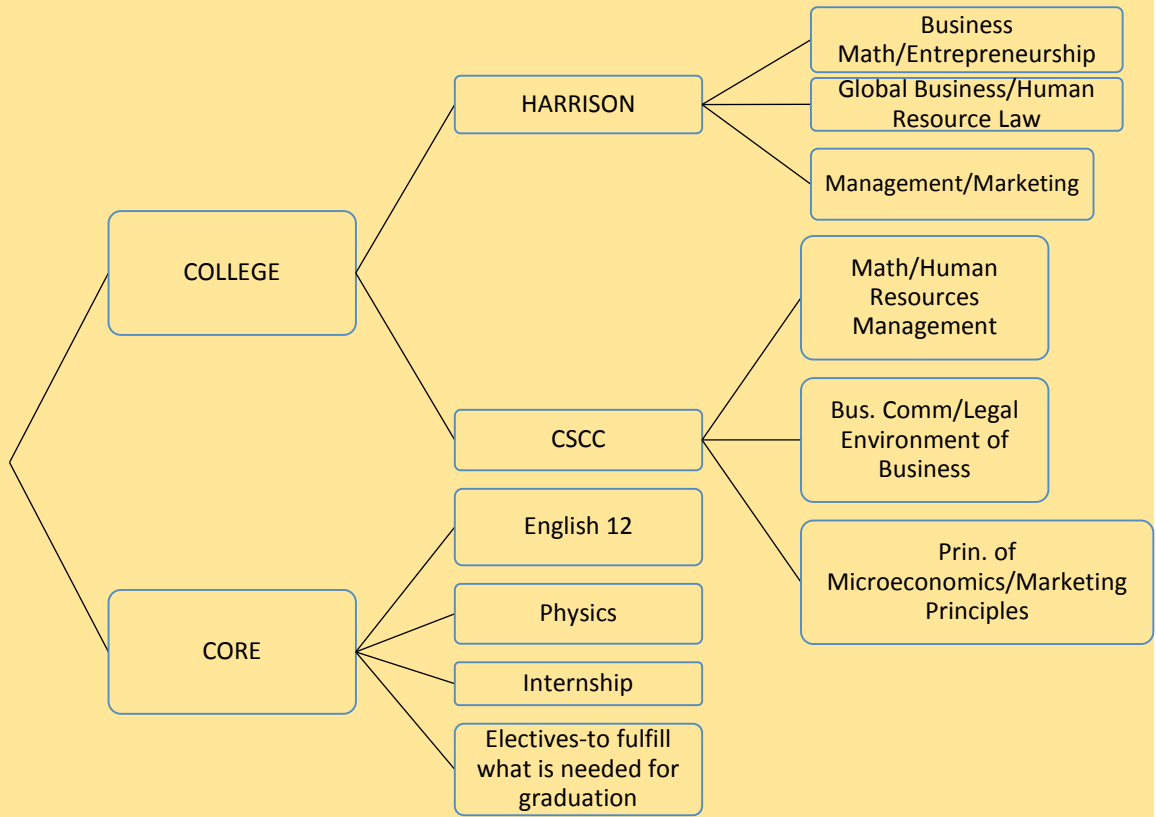 COLLEGE
HARRISON
Business
Math/Entrepreneurship
Global Business/Human
Resource Law
Management/Marketing
CSCC
Math/Human
Resources
Management
Bus. Comm/Legal
Environment of
Business
Prin. of
Microeconomics/Marketing
Principles
CORE
English 12
Physics
Internship
Electives-to fulfill
what is needed for
graduation